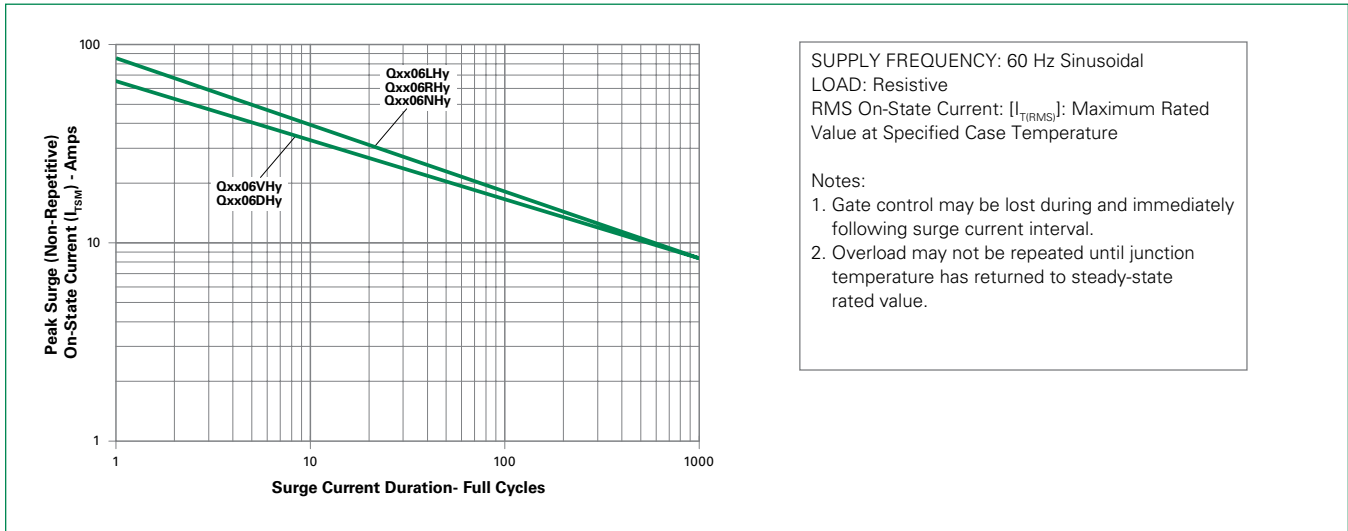 100
10
1
1
10
100
1000
Peak Surge (Non-Repetitive)
On-State Current (I_TSM) - Amps
Surge Current Duration- Full Cycles
Qxx06LHy
Qxx06RHy
Qxx06NHy
Qxx06VHy
Qxx06DHy
SUPPLY FREQUENCY: 60 Hz Sinusoidal
LOAD: Resistive
RMS On-State Current: [I_T(RMS)]: Maximum Rated
Value at Specified Case Temperature
Notes:
1. Gate control may be lost during and immediately
following surge current interval.
2. Overload may not be repeated until junction
temperature has returned to steady-state
rated value.